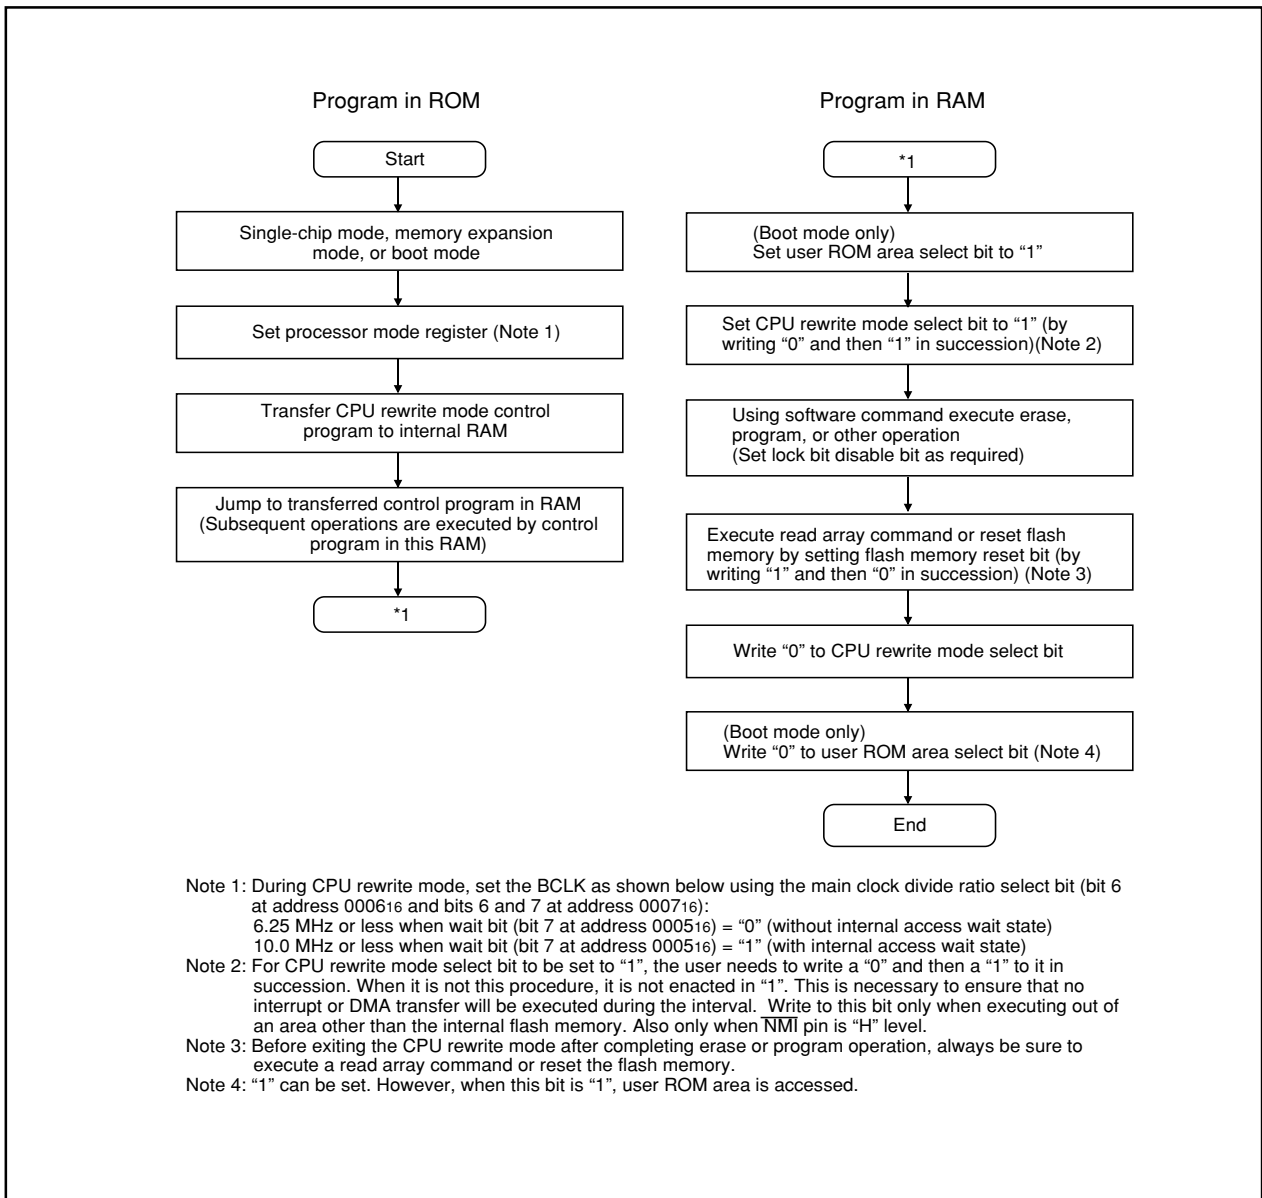 Program in ROM
Start
Single-chip mode, memory expansion
mode, or boot mode
Set processor mode register (Note 1)
Transfer CPU rewrite mode control
program to internal RAM
Jump to transferred control program in RAM
(Subsequent operations are executed by control
program in this RAM)
*1
Program in RAM
*1
(Boot mode only)
Set user ROM area select bit to “1”
Set CPU rewrite mode select bit to “1” (by
writing “0” and then “1” in succession)(Note 2)
Using software command execute erase,
program, or other operation
(Set lock bit disable bit as required)
Execute read array command or reset flash
memory by setting flash memory reset bit (by
writing “1” and then “0” in succession) (Note 3)
Write “0” to CPU rewrite mode select bit
(Boot mode only)
Write “0” to user ROM area select bit (Note 4)
End
Note 1: During CPU rewrite mode, set the BCLK as shown below using the main clock divide ratio select bit (bit 6
at address 000616 and bits 6 and 7 at address 000716):
6.25 MHz or less when wait bit (bit 7 at address 000516) = “0” (without internal access wait state)
10.0 MHz or less when wait bit (bit 7 at address 000516) = “1” (with internal access wait state)
Note 2: For CPU rewrite mode select bit to be set to “1”, the user needs to write a “0” and then a “1” to it in
succession. When it is not this procedure, it is not enacted in “1”. This is necessary to ensure that no
interrupt or DMA transfer will be executed during the interval. Write to this bit only when executing out of
an area other than the internal flash memory. Also only when NMI pin is “H” level.
Note 3: Before exiting the CPU rewrite mode after completing erase or program operation, always be sure to
execute a read array command or reset the flash memory.
Note 4: “1” can be set. However, when this bit is “1”, user ROM area is accessed.